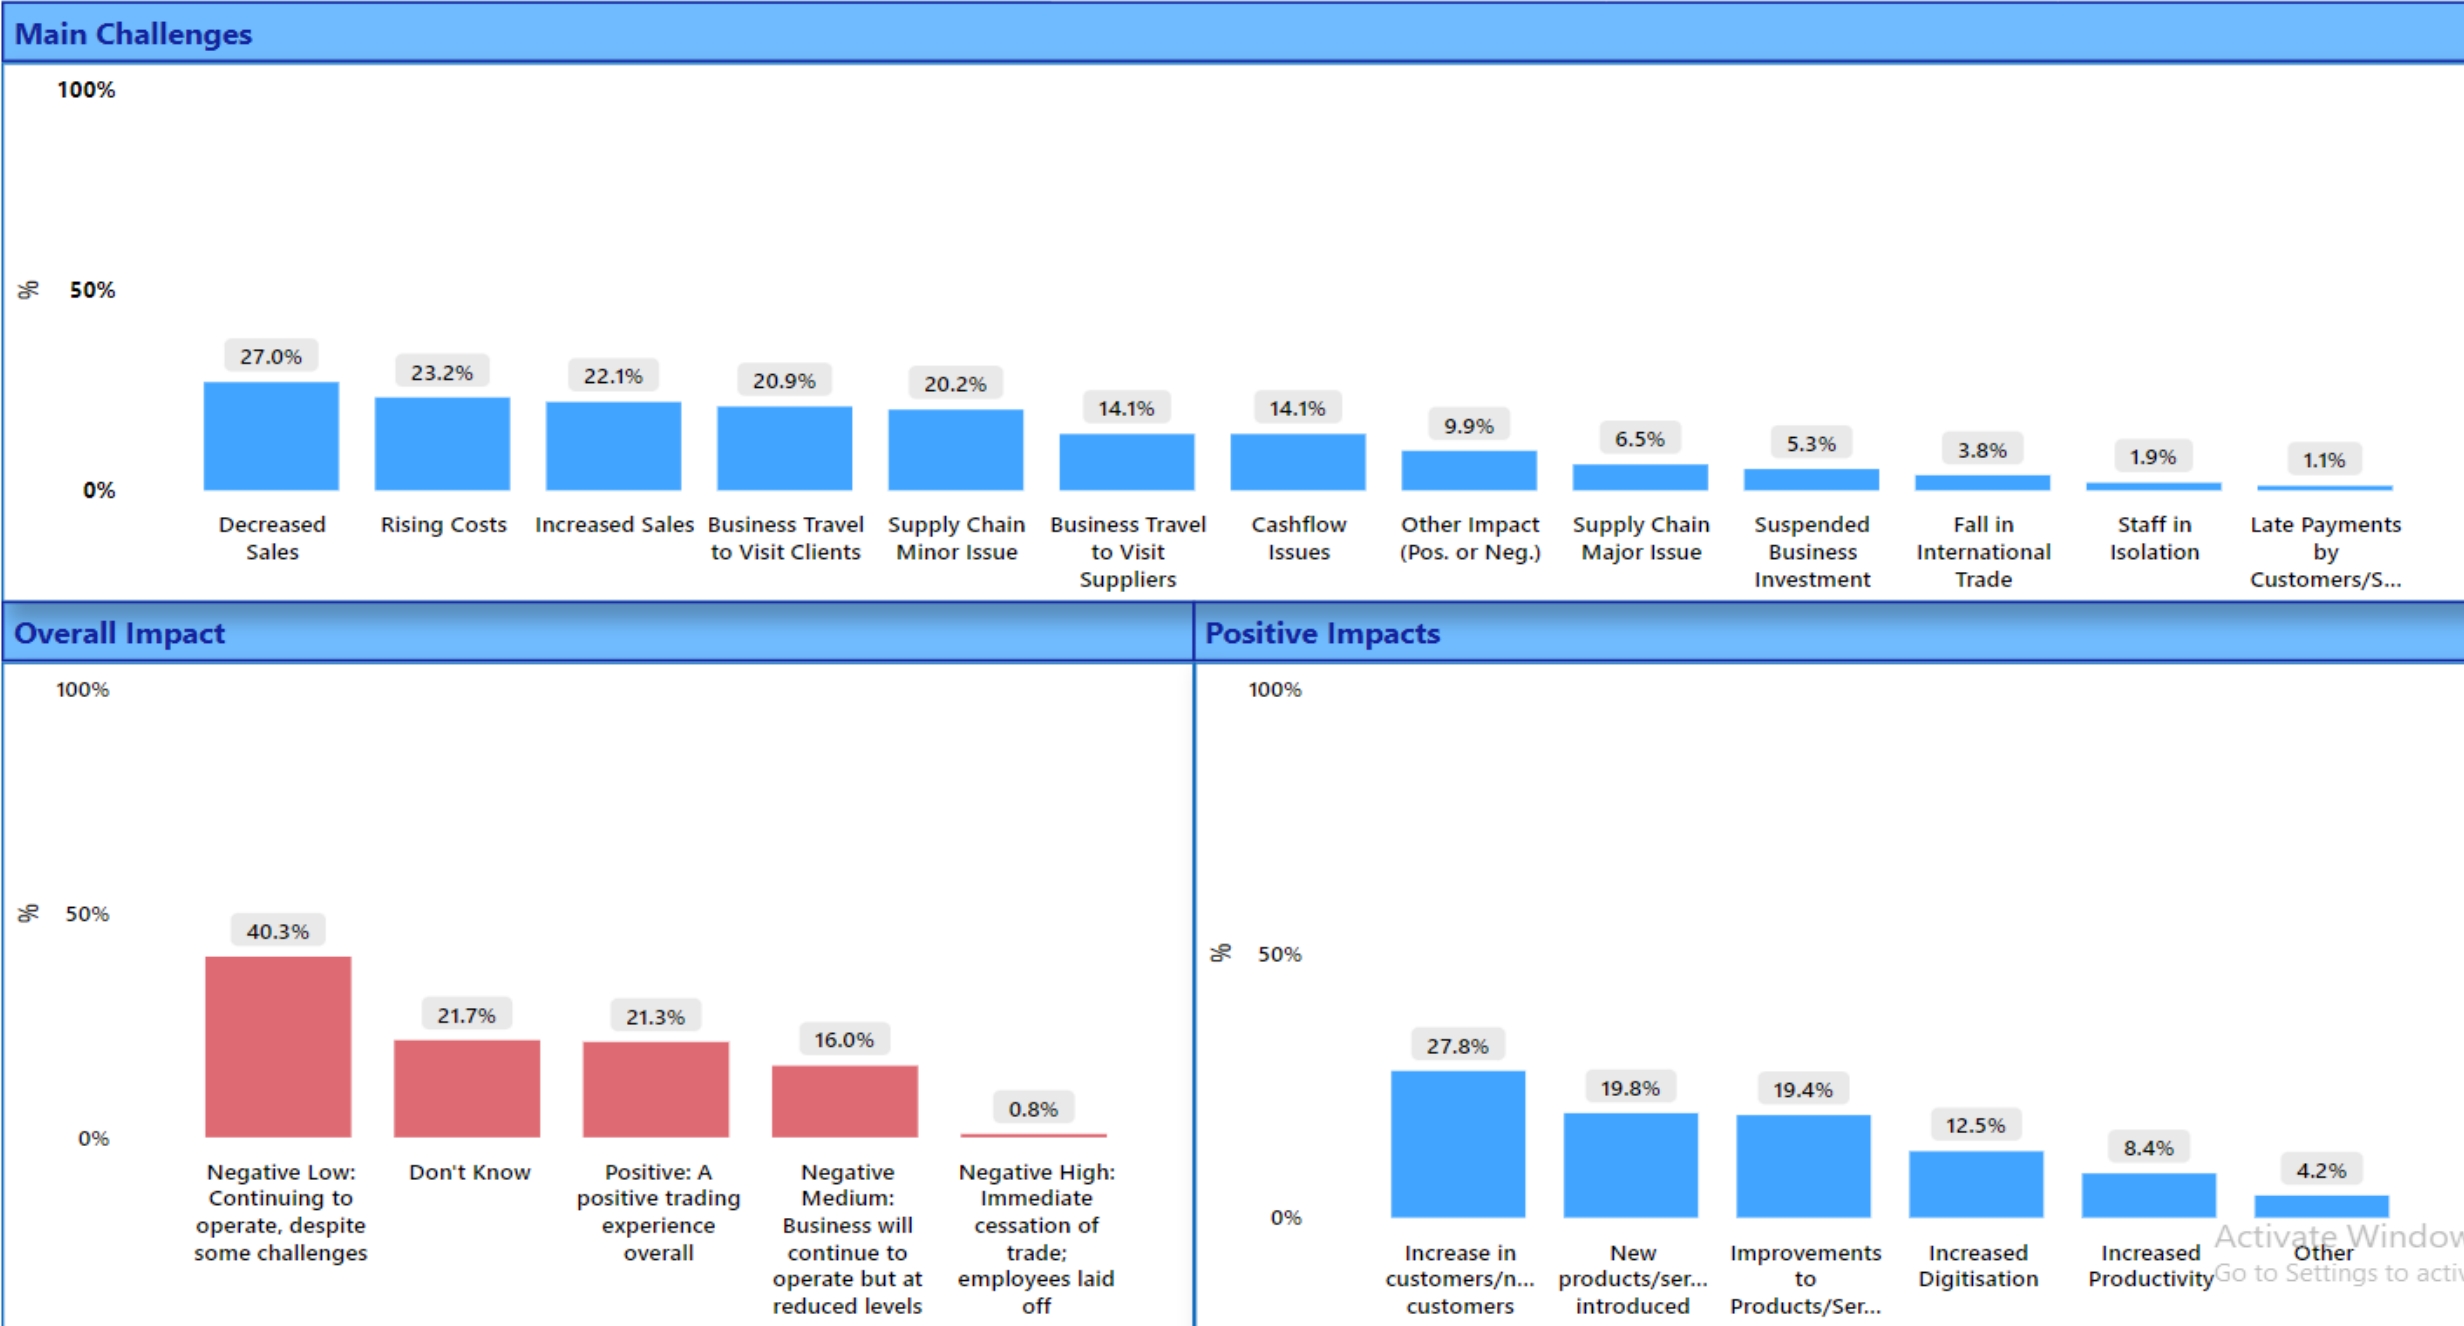 Main Challenges
100%
%
50%
0%
27.0%
23.2%
22.1%
20.9%
20.2%
14.1%
14.1%
9.9%
6.5%
5.3%
3.8%
1.9%
1.1%
Decreased
Sales
Rising Costs
Increased Sales
Business Travel
to Visit Clients
Supply Chain
Minor Issue
Business Travel
to Visit
Suppliers
Cashflow
Issues
Other Impact
(Pos. or Neg.)
Supply Chain
Major Issue
Suspended
Business
Investment
Fall in
International
Trade
Staff in
Isolation
Late Payments
by
Customers/S...
Overall Impact
100%
%
50%
0%
40.3%
21.7%
21.3%
16.0%
0.8%
Negative Low:
Continuing to
operate, despite
some challenges
Don't Know
Positive: A
positive trading
experience
overall
Negative
Medium:
Business will
continue to
operate but at
reduced levels
Negative High:
Immediate
cessation of
trade;
employees laid
off
Positive Impacts
100%
%
50%
0%
27.8%
19.8%
19.4%
12.5%
8.4%
4.2%
Increase in
customers/n...
customers
New
products/ser...
introduced
Improvements
to
Products/Ser...
Increased
Digitisation
Increased
Productivity
Other
Activate Window
Go to Settings to activ